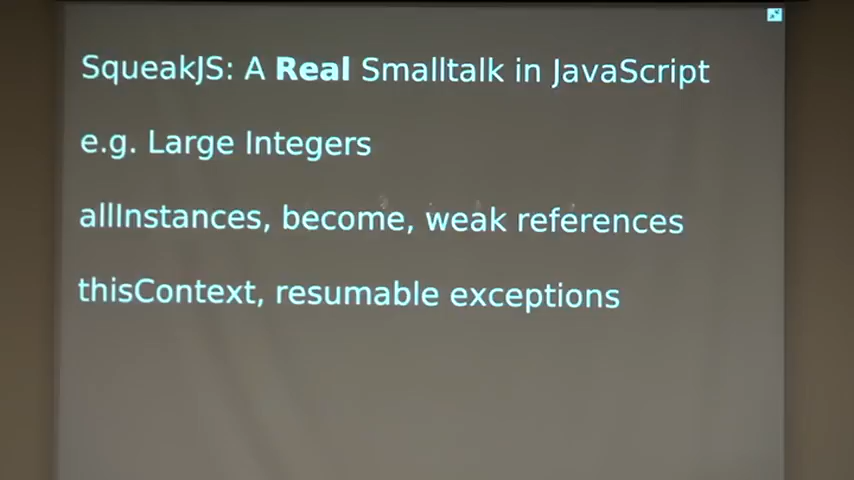 SqueakJS: A Real Smalltalk in JavaScript
e.g. Large Integers
allInstances, become, weak references
thisContext, resumable exceptions